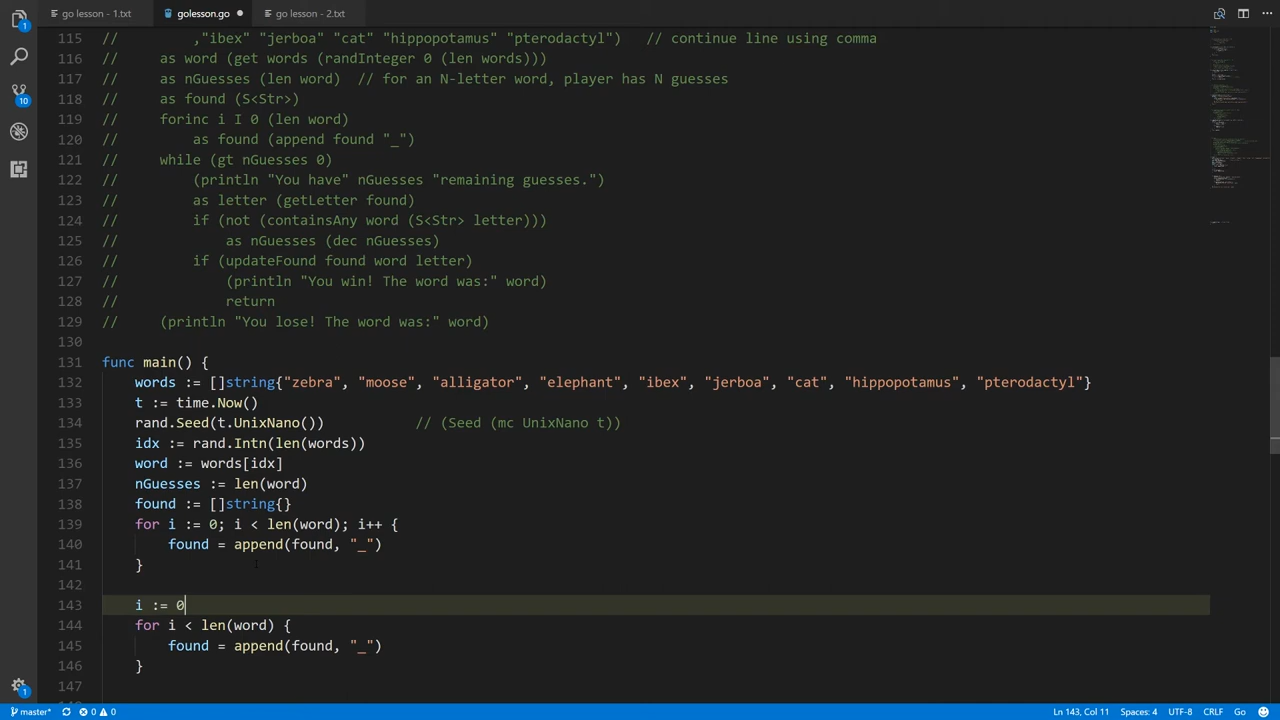 go lesson - 1.txt
golesson.go
go lesson - 2.txt
115 //       ,"ibex" "jerboa" "cat" "hippopotamus" "pterodactyl")   // continue line using comma
116 //     as word (get words (randInteger 0 (len words)))
117 //     as nGuesses (len word)  // for an N-letter word, player has N guesses
118 //     as found (S<Str>)
119 //     forinc i I 0 (len word)
120 //         as found (append found "_")
121 //     while (gt nGuesses 0)
122 //         (println "You have" nGuesses "remaining guesses.")
123 //         as letter (getLetter found)
124 //         if (not (containsAny word (S<Str> letter)))
125 //             as nGuesses (dec nGuesses)
126 //         if (updateFound found word letter)
127 //             (println "You win! The word was:" word)
128 //             return
129 //     (println "You lose! The word was:" word)
130
131 func main() {
132     words := []string{"zebra", "moose", "alligator", "elephant", "ibex", "jerboa", "cat", "hippopotamus", "pterodactyl"}
133     t := time.Now()
134     rand.Seed(t.UnixNano())           // (Seed (mc UnixNano t))
135     idx := rand.Intn(len(words))
136     word := words[idx]
137     nGuesses := len(word)
138     found := []string{}
139     for i := 0; i < len(word); i++ {
140         found = append(found, "_")
141     }
142
143     i := 0
144     for i < len(word) {
145         found = append(found, "_")
146     }
147
1
10
1
master* 0 0 Ln 143, Col 11 Spaces: 4 UTF-8 CRLF Go